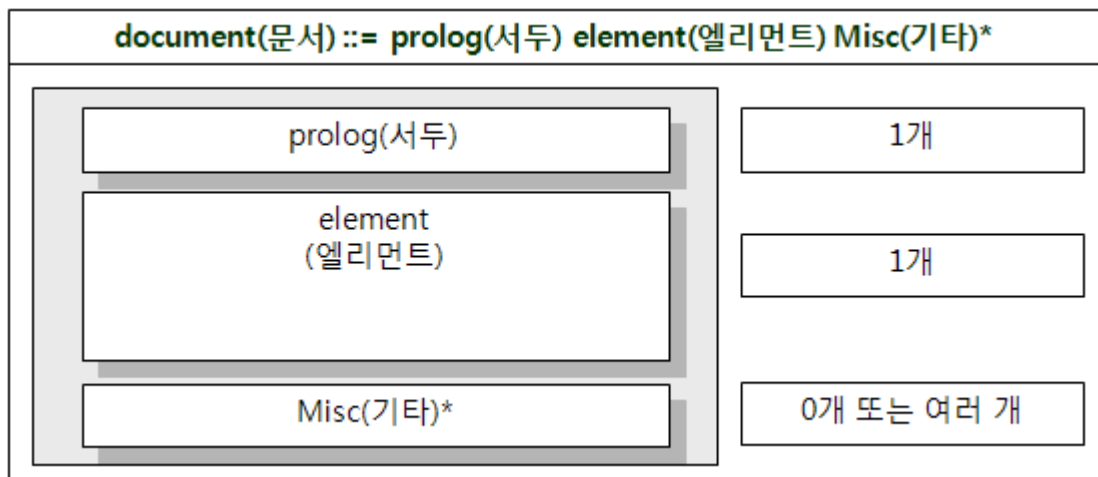 document(문서) ::= prolog(서두) element(엘리먼트) Misc(기타)*
prolog(서두)
1개
element
(엘리먼트)
1개
Misc(기타)*
0개 또는 여러 개